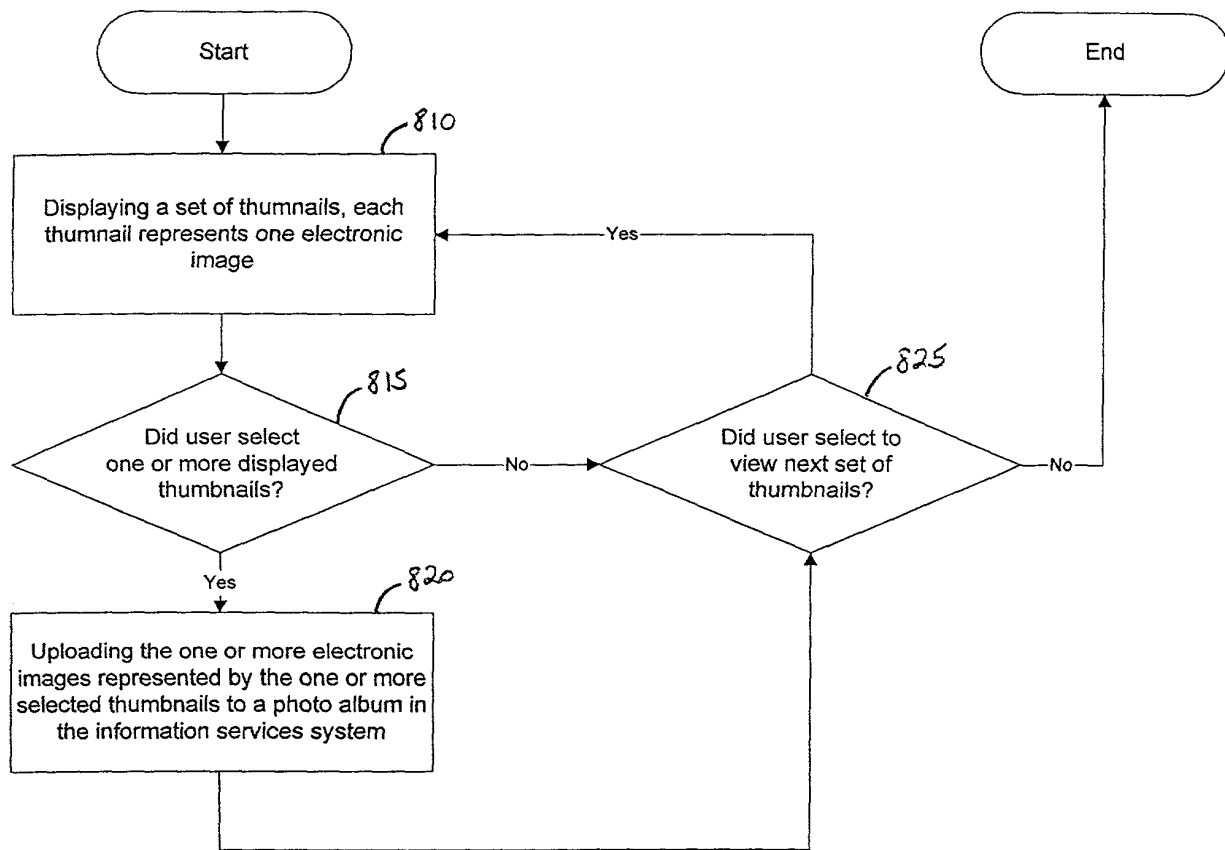 Start
End
810
Displaying a set of thumnails, each
thumnail represents one electronic
image
Yes
815
825
Did user select
one or more displayed
thumbnails?
No
Did user select to
view next set of
thumbnails?
No
Yes
820
Uploading the one or more electronic
images represented by the one or more
selected thumbnails to a photo album in
the information services system